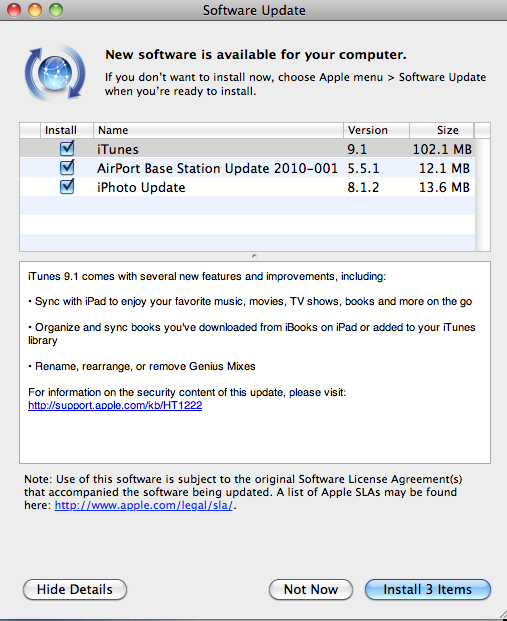 Software Update
New software is available for your computer.
If you don't want to install now, choose Apple menu > Software Update
when you're ready to install.
Install Name Version Size
iTunes 9.1 102.1 MB
AirPort Base Station Update 2010-001 5.5.1 12.1 MB
iPhoto Update 8.1.2 13.6 MB
iTunes 9.1 comes with several new features and improvements, including:
• Sync with iPad to enjoy your favorite music, movies, TV shows, books and more on the go
• Organize and sync books you've downloaded from iBooks on iPad or added to your iTunes
library
• Rename, rearrange, or remove Genius Mixes
For information on the security content of this update, please visit:
http://support.apple.com/kb/HT1222
Note: Use of this software is subject to the original Software License Agreement(s)
that accompanied the software being updated. A list of Apple SLAs may be found
here: http://www.apple.com/legal/sla/.
Hide Details Not Now Install 3 Items